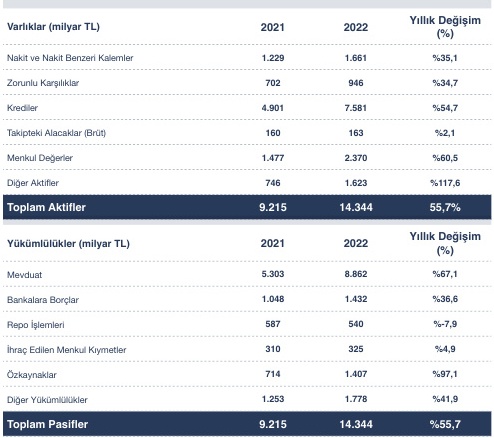 Varlıklar (milyar TL) 2021 2022 Yıllık Değişim (%)
Nakit ve Nakit Benzeri Kalemler 1.229 1.661 %35,1
Zorunlu Karşılıklar 702 946 %34,7
Krediler 4.901 7.581 %54,7
Takipteki Alacaklar (Brüt) 160 163 %2,1
Menkul Değerler 1.477 2.370 %60,5
Diğer Aktifler 746 1.623 %117,6
Toplam Aktifler 9.215 14.344 55,7%
Yükümlülükler (milyar TL) 2021 2022 Yıllık Değişim (%)
Mevduat 5.303 8.862 %67,1
Bankalara Borçlar 1.048 1.432 %36,6
Repo İşlemleri 587 540 %-7,9
İhraç Edilen Menkul Kıymetler 310 325 %4,9
Özkaynaklar 714 1.407 %97,1
Diğer Yükümlülükler 1.253 1.778 %41,9
Toplam Pasifler 9.215 14.344 %55,7